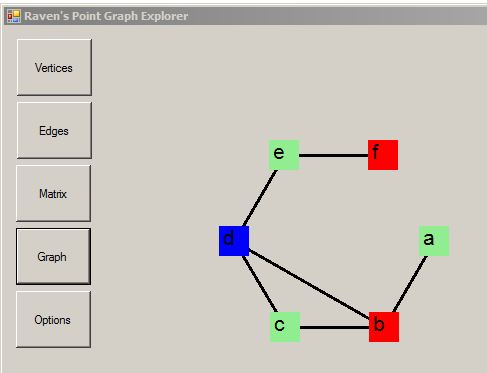 Raven's Point Graph Explorer
Vertices
Edges
Matrix
Graph
Options
e
f
d
a
c
b